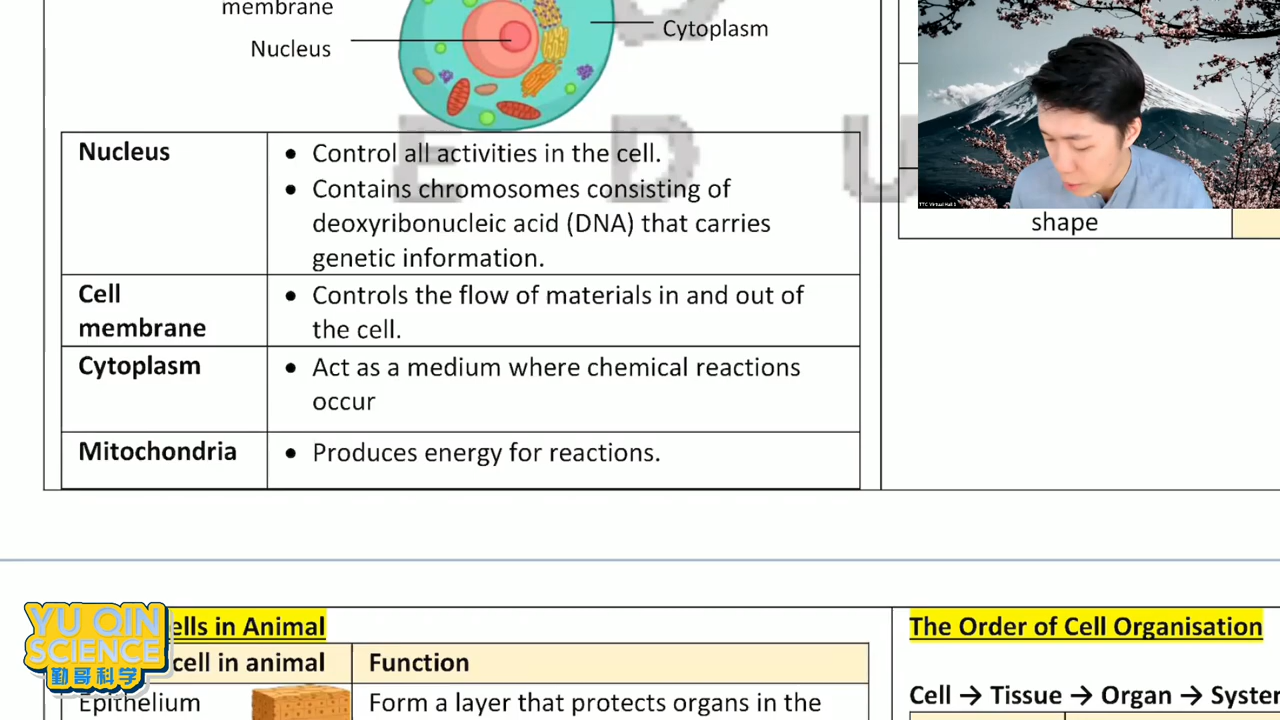 membrane
Nucleus
Cytoplasm
Nucleus
• Control all activities in the cell.
• Contains chromosomes consisting of
deoxyribonucleic acid (DNA) that carries
genetic information.
Cell
membrane
• Controls the flow of materials in and out of
the cell.
Cytoplasm
• Act as a medium where chemical reactions
occur
Mitochondria
• Produces energy for reactions.
shape
E D U
YU QIN
SCIENCE
勤哥科学
ells in Animal
cell in animal
Function
Epithelium
Form a layer that protects organs in the
The Order of Cell Organisation
Cell → Tissue → Organ → System